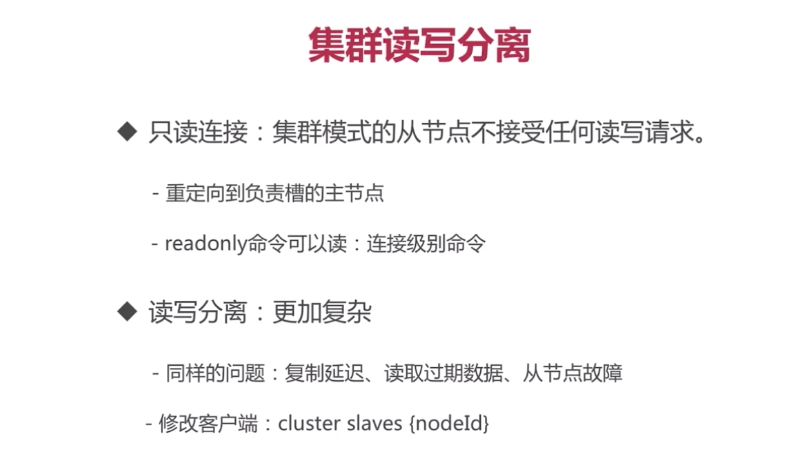 集群读写分离
◆ 只读连接：集群模式的从节点不接受任何读写请求。
- 重定向到负责槽的主节点
- readonly命令可以读：连接级别命令
◆ 读写分离：更加复杂
- 同样的问题：复制延迟、读取过期数据、从节点故障
- 修改客户端：cluster slaves {nodeId}